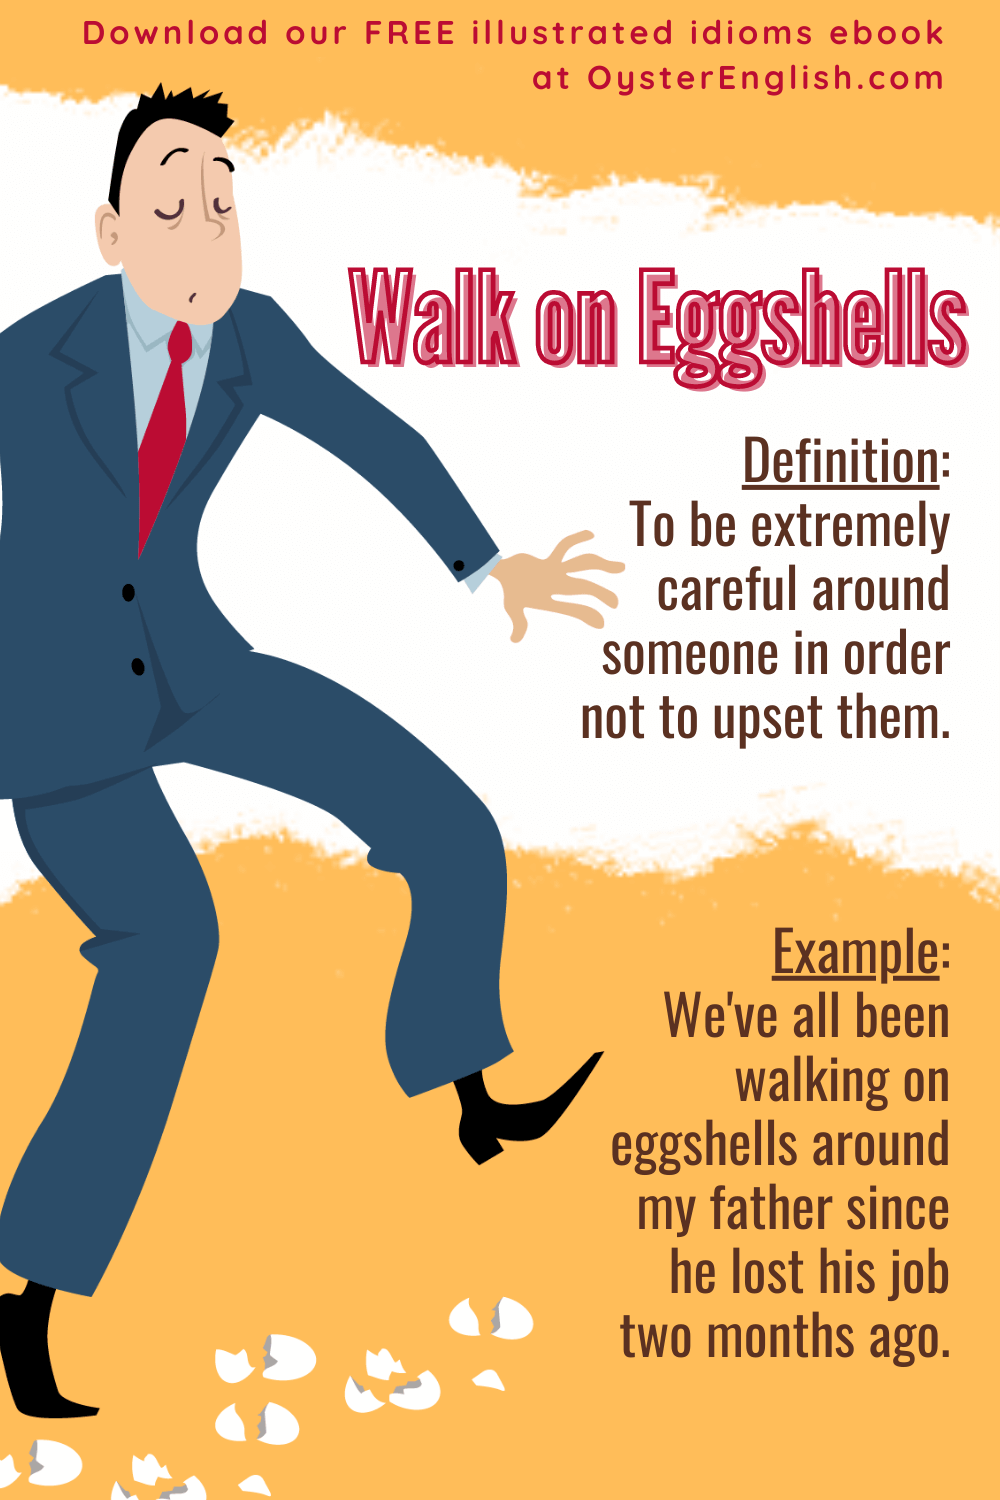 Download our FREE illustrated idioms ebook
at OysterEnglish.com
Walk on Eggshells
Definition:
To be extremely
careful around
someone in order
not to upset them.
Example:
We've all been
walking on
eggshells around
my father since
he lost his job
two months ago.